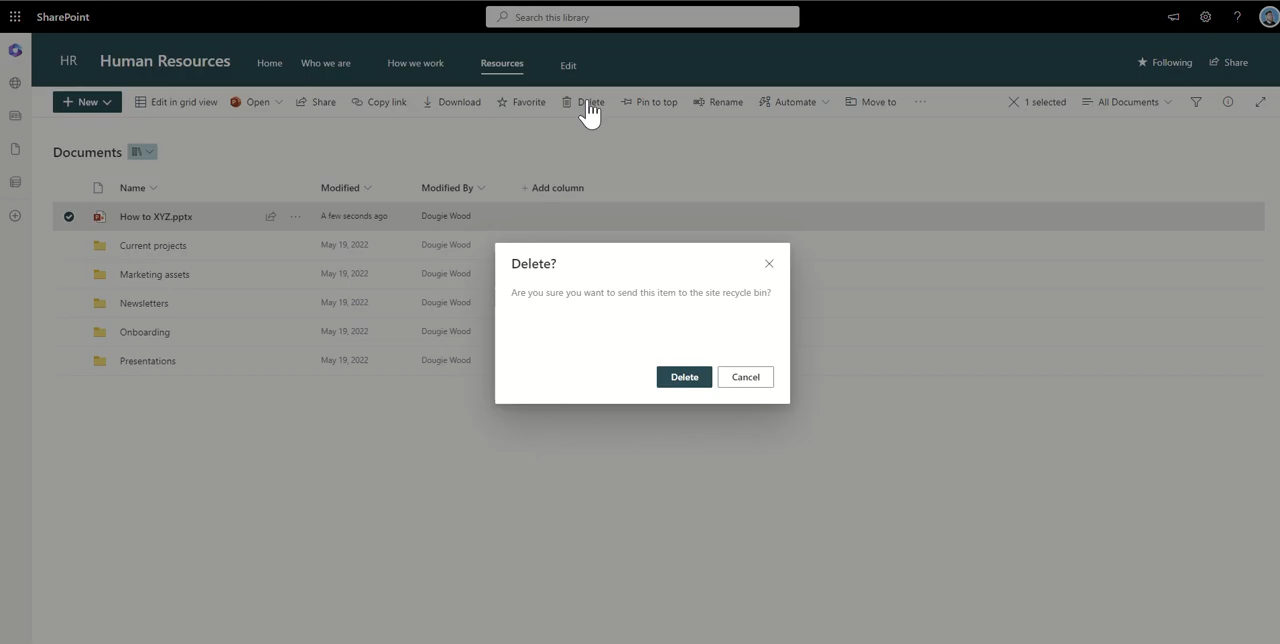 SharePoint
Search this library
?
HR
Human Resources
Home
Who we are
How we work
Resources
Edit
Following
Share
+ New
Edit in grid view
Open
Share
Copy link
Download
Favorite
Delete
Pin to top
Rename
Automate
Move to
...
1 selected
All Documents
Documents
Name
Modified
Modified By
+ Add column
How to XYZ.pptx
...
A few seconds ago
Dougie Wood
Current projects
May 19, 2022
Dougie Wood
Marketing assets
May 19, 2022
Dougie Wood
Newsletters
May 19, 2022
Dougie Wood
Onboarding
May 19, 2022
Dougie Wood
Presentations
May 19, 2022
Dougie Wood
Delete?
Are you sure you want to send this item to the site recycle bin?
Delete
Cancel